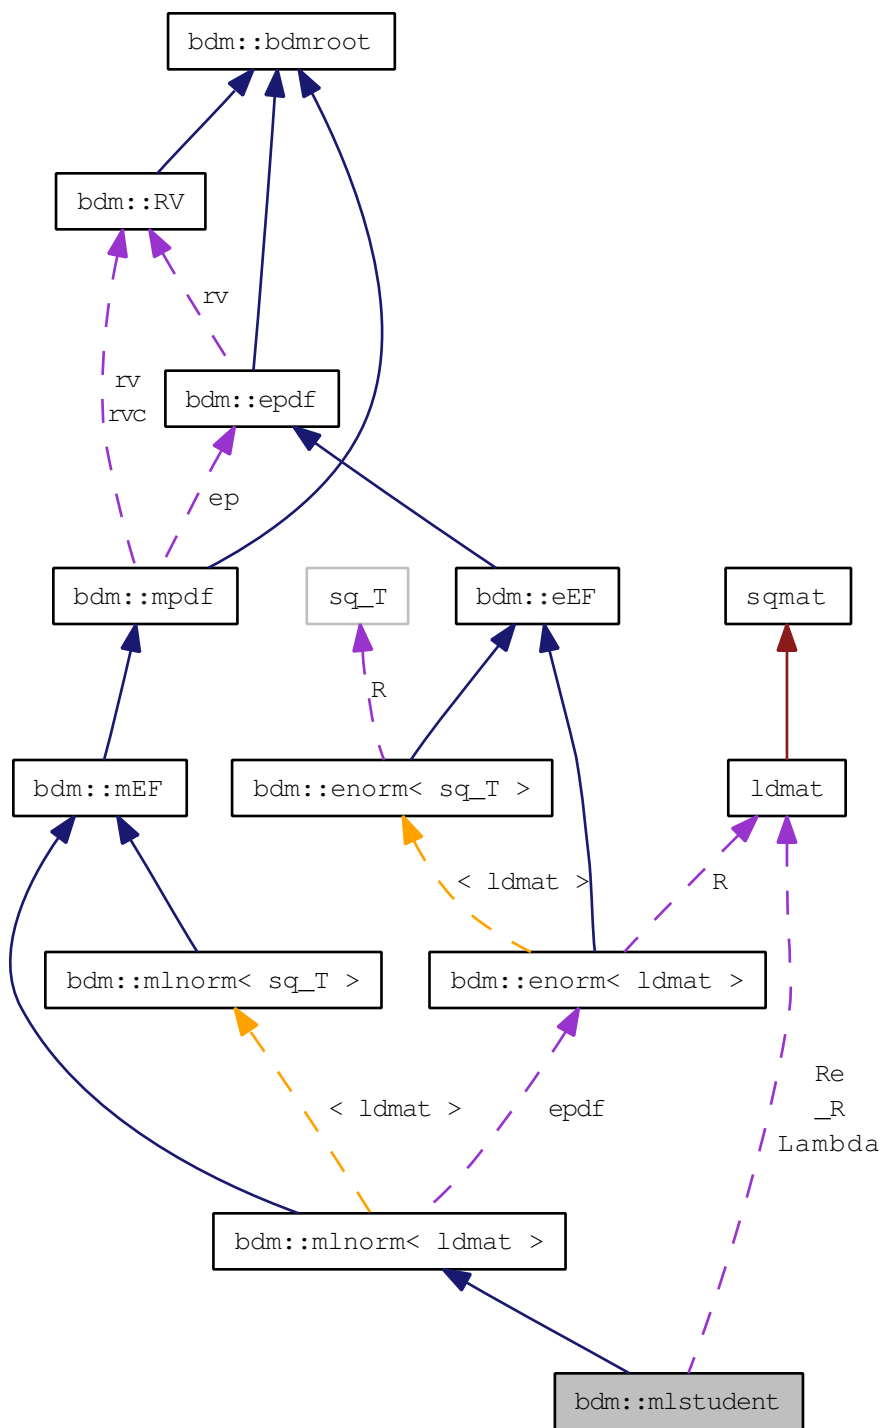 bdm::bdmroot
bdm::RV
rv
rv
rvc
bdm::epdf
ep
bdm::mpdf
sq_T
bdm::eEF
sqmat
R
bdm::mEF
bdm::enorm< sq_T >
ldmat
< ldmat >
R
bdm::mlnorm< sq_T >
bdm::enorm< ldmat >
< ldmat >
epdf
Re
_R
Lambda
bdm::mlnorm< ldmat >
bdm::mlstudent